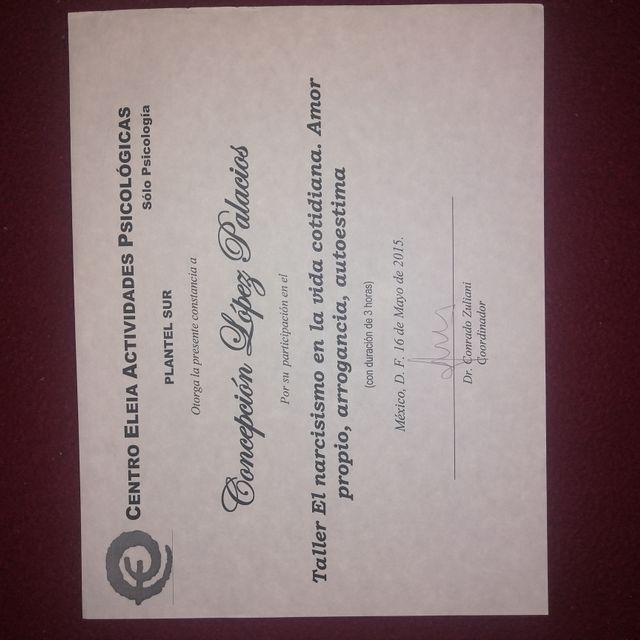 CENTRO ELEIA ACTIVIDADES PSICOLÓGICAS
Sólo Psicología
PLANTEL SUR
Otorga la presente constancia a
Concepción López Palacios
Por su participación en el
Taller El narcisismo en la vida cotidiana. Amor
propio, arrogancia, autoestima
(con duración de 3 horas)
México, D. F. 16 de Mayo de 2015.
Dr. Conrado Zuliani
Coordinador